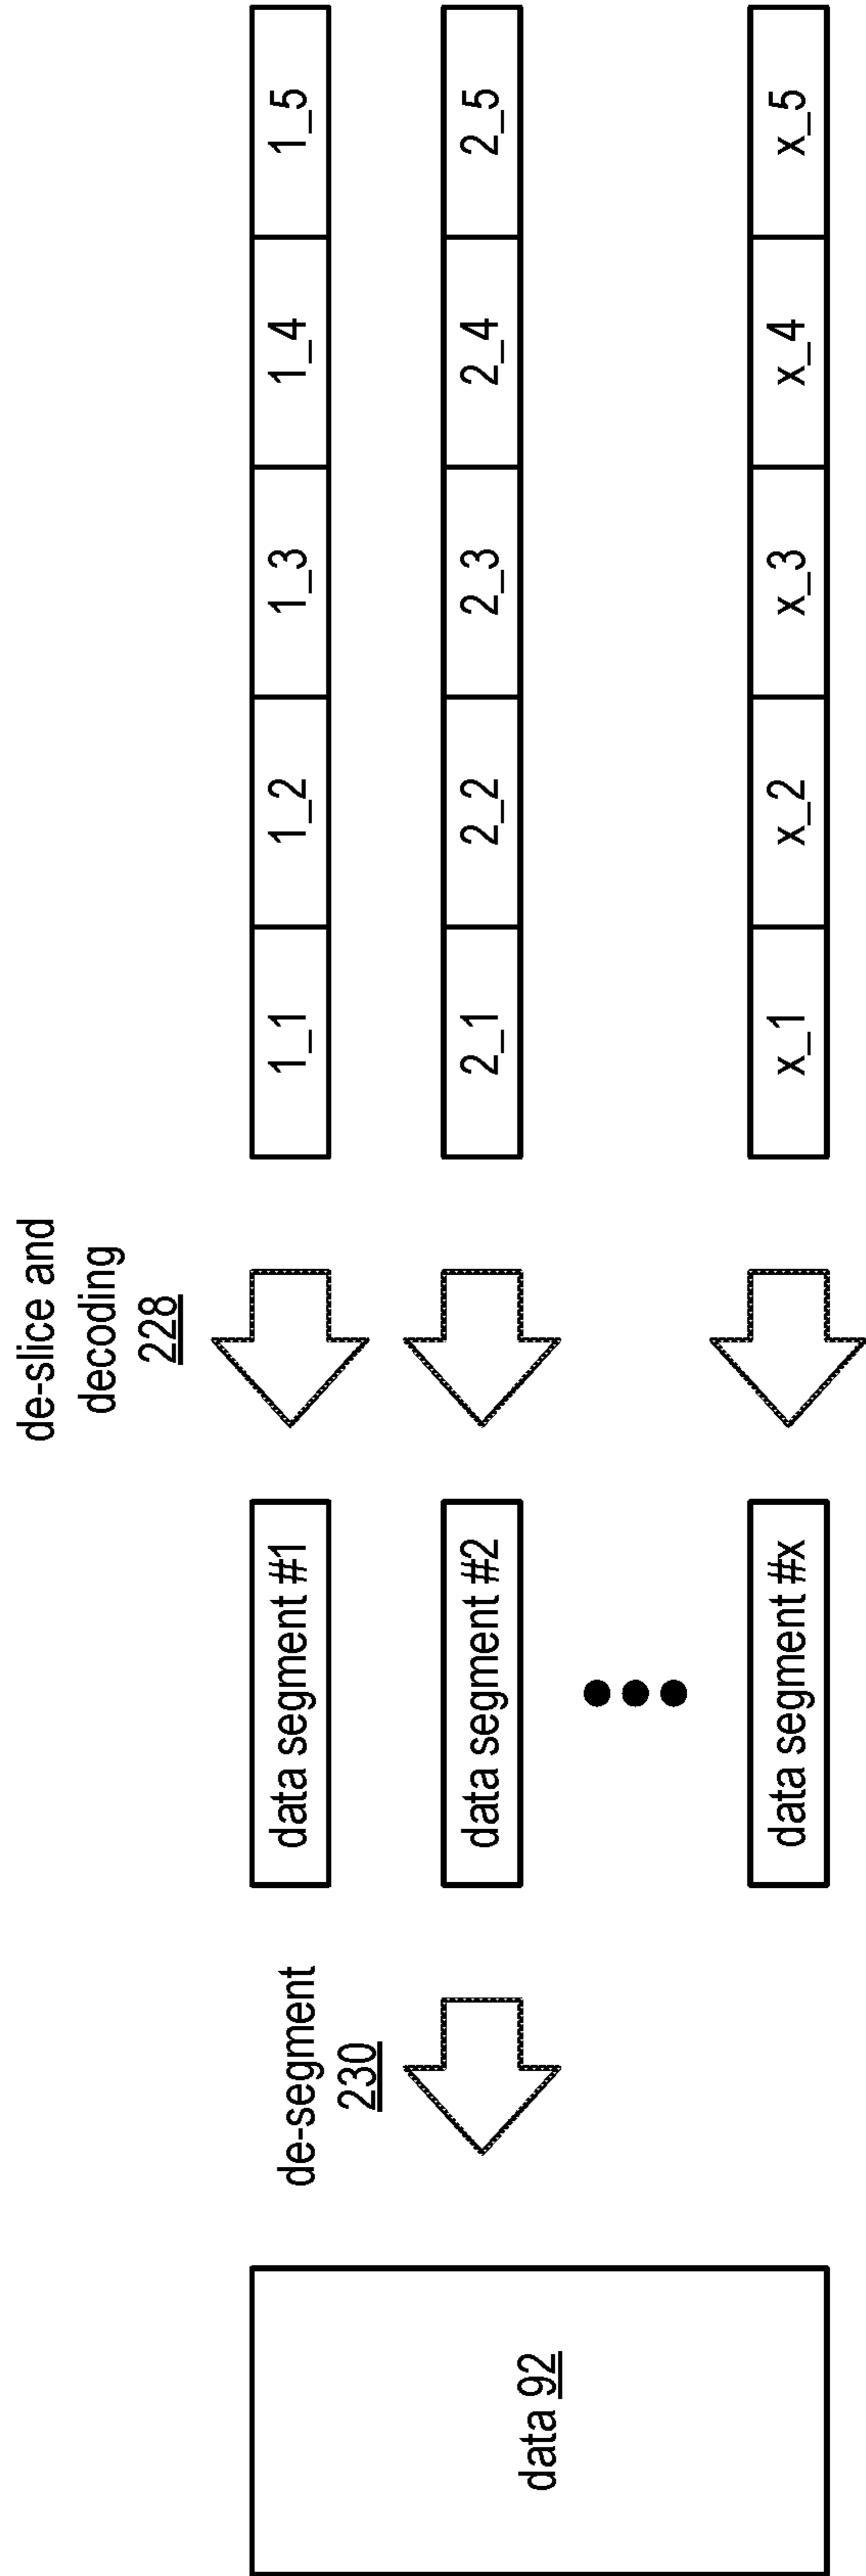 de-slice and
decoding
228
de-segment
230
data 92
data segment #1
1_1
1_2
1_3
1_4
1_5
data segment #2
2_1
2_2
2_3
2_4
2_5
data segment #x
x_1
x_2
x_3
x_4
x_5